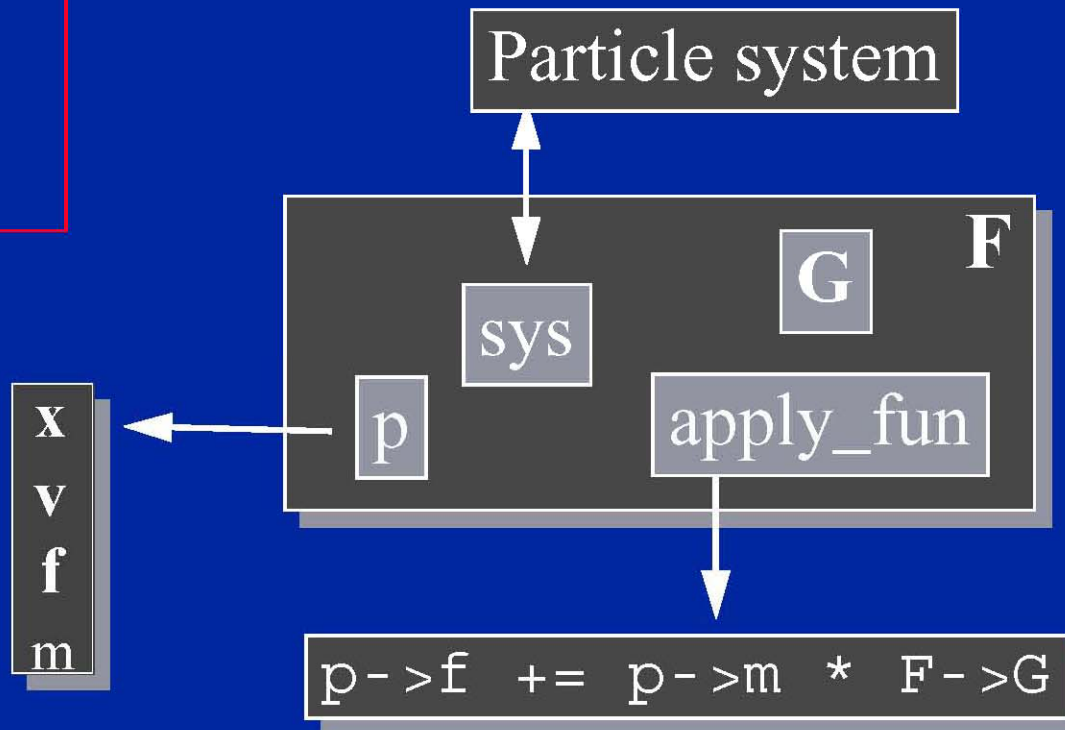 Particle system
F
G
sys
p
apply_fun
x
v
f
m
p->f += p->m * F->G